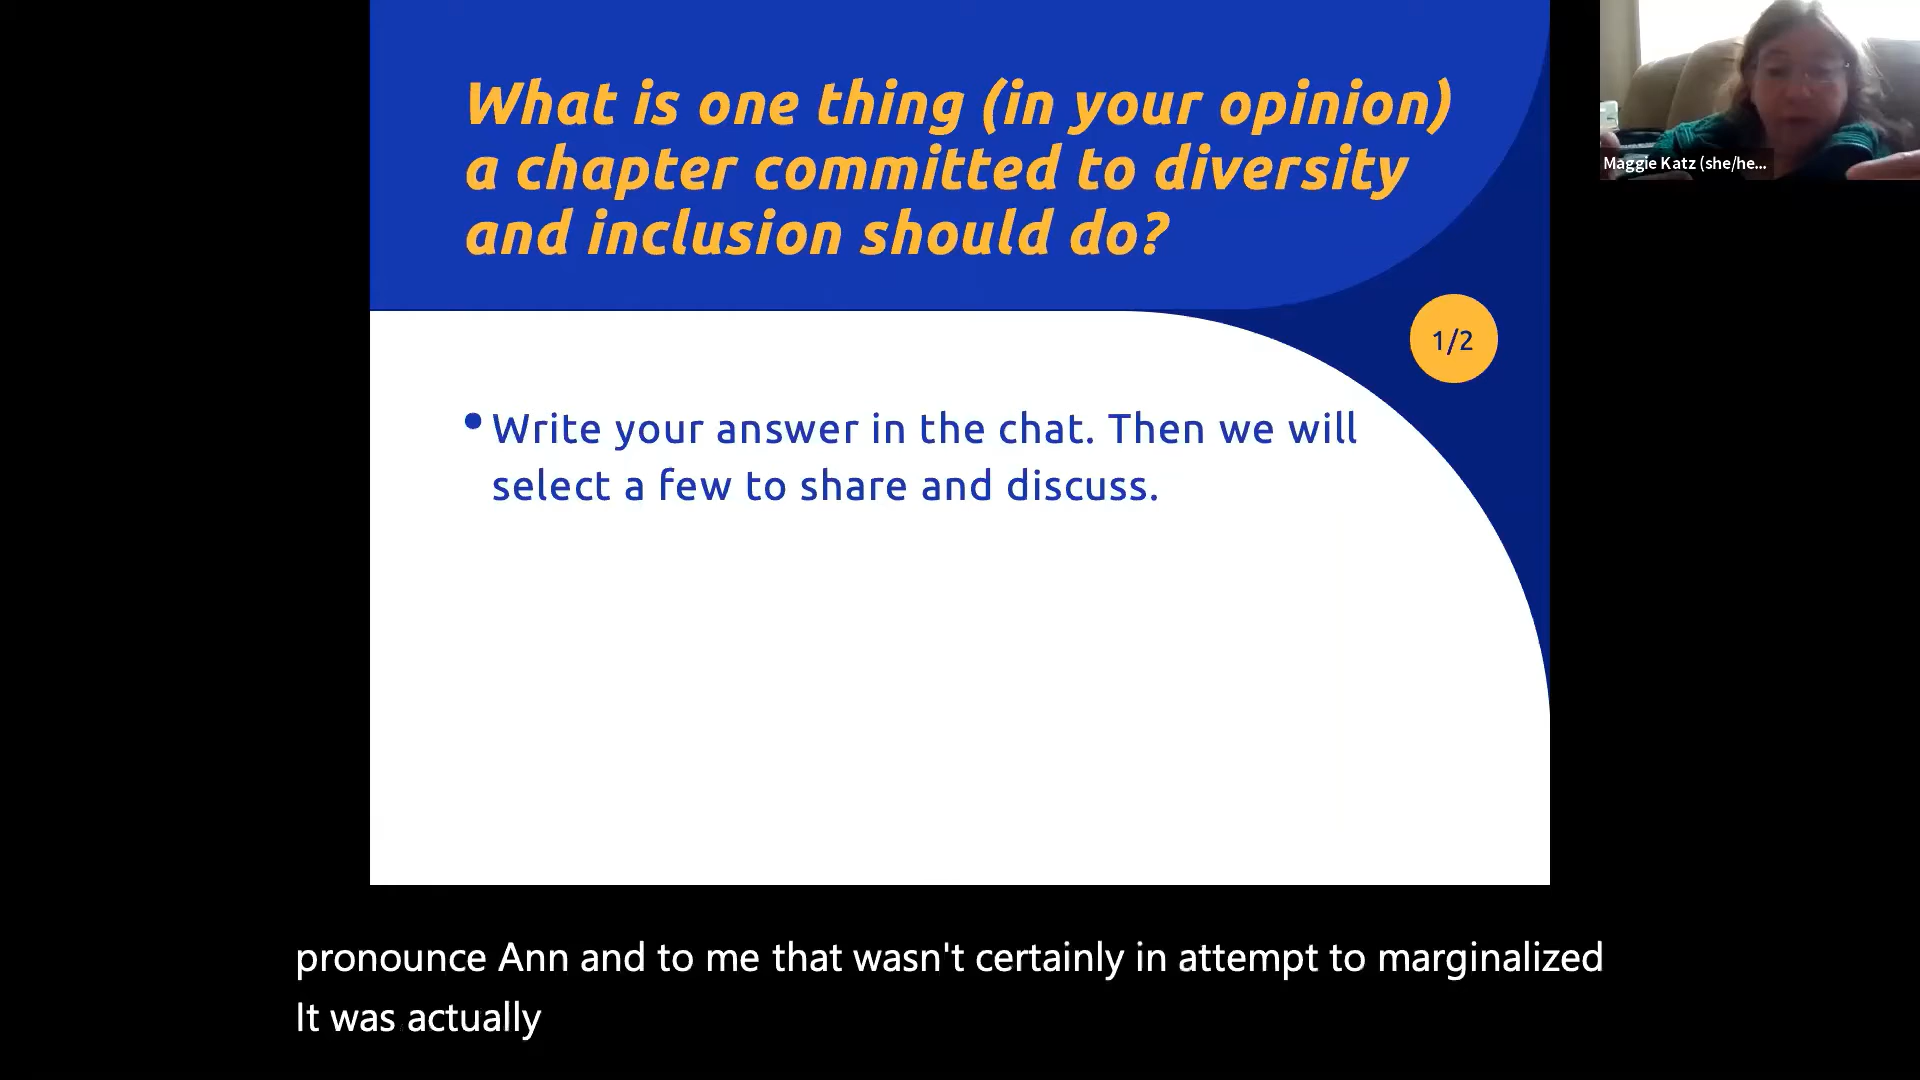 What is one thing (in your opinion)
a chapter committed to diversity
and inclusion should do?
Maggie Katz (she/he...
1/2
• Write your answer in the chat. Then we will
select a few to share and discuss.
pronounce Ann and to me that wasn't certainly in attempt to marginalized
It was actually